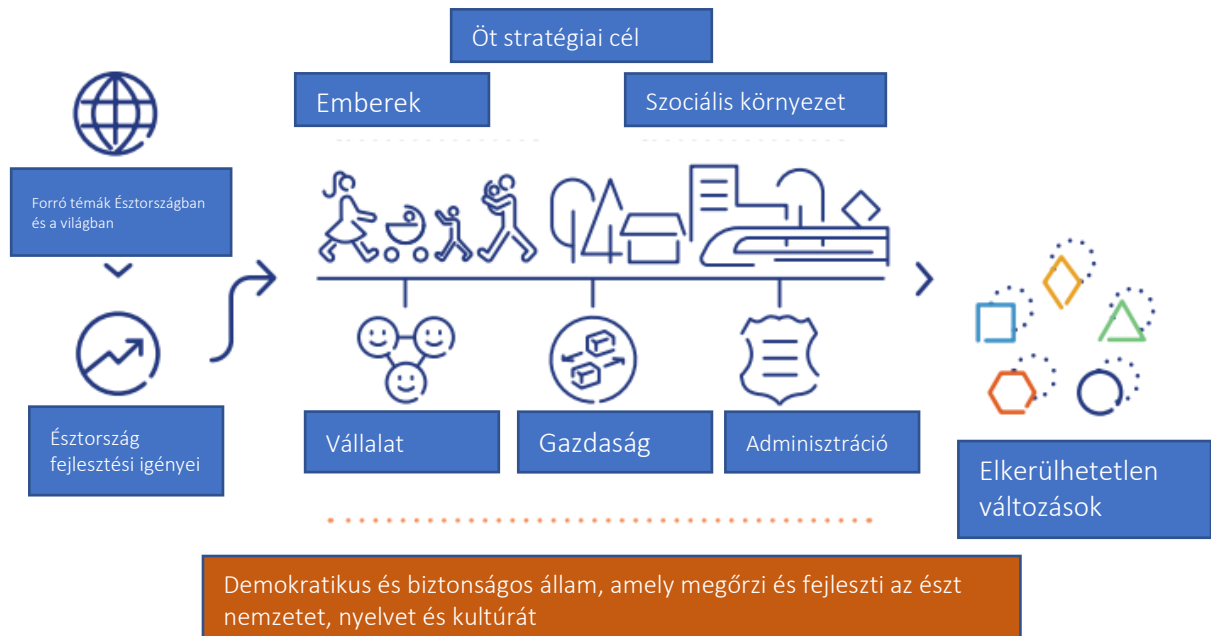 Öt stratégiai cél
Emberek
Szociális környezet
Forró témák Észtországban
és a világban
Észtország
fejlesztési igényei
Vállalat
Gazdaság
Adminisztráció
Elkerülhetetlen
változások
Demokratikus és biztonságos állam, amely megőrzi és fejleszti az észt
nemzetet, nyelvet és kultúrát